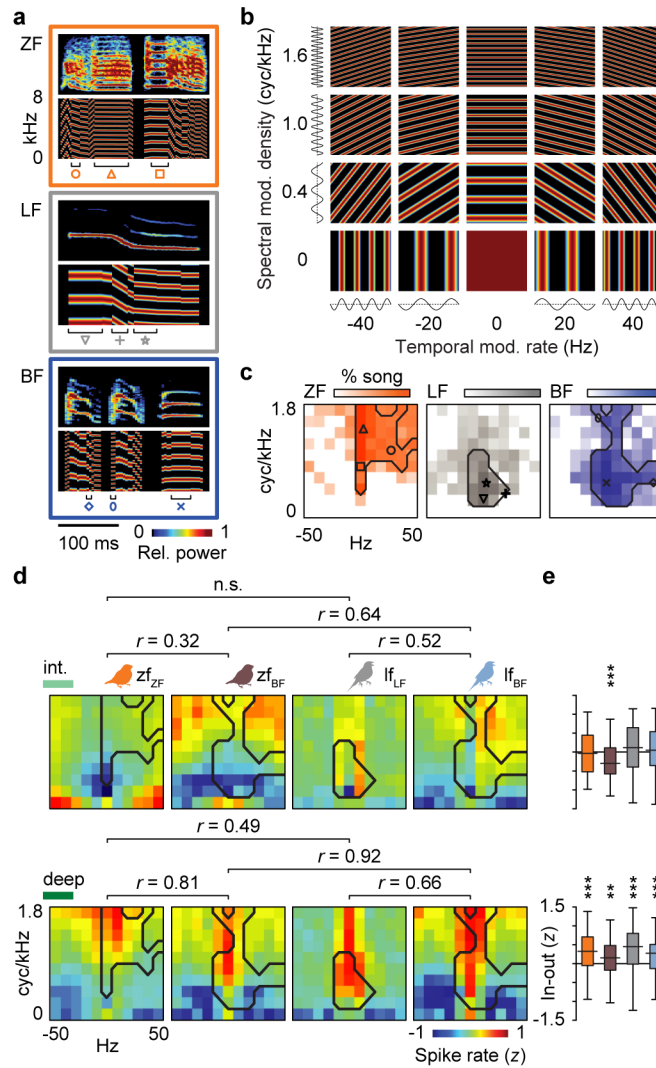 a
ZF
8
kHz
0
LF
BF
100 ms
0 1
Rel. power
b
Spectral mod. density (cyc/kHz)
1.6
1.0
0.4
0
-40 -20 0 20 40
Temporal mod. rate (Hz)
c
ZF % song LF BF
1.8
cyc/kHz
0
-50 Hz 50
d
n.s.
r = 0.64
r = 0.32 r = 0.52
int. zfZF zfBF lfLF lfBF
r = 0.49
r = 0.92
deep r = 0.81 r = 0.66
1.8
cyc/kHz
0
-50 Hz 50
-1 1
Spike rate (z)
e
***
*** ** *** ***
1.5
In-out (z)
-1.5